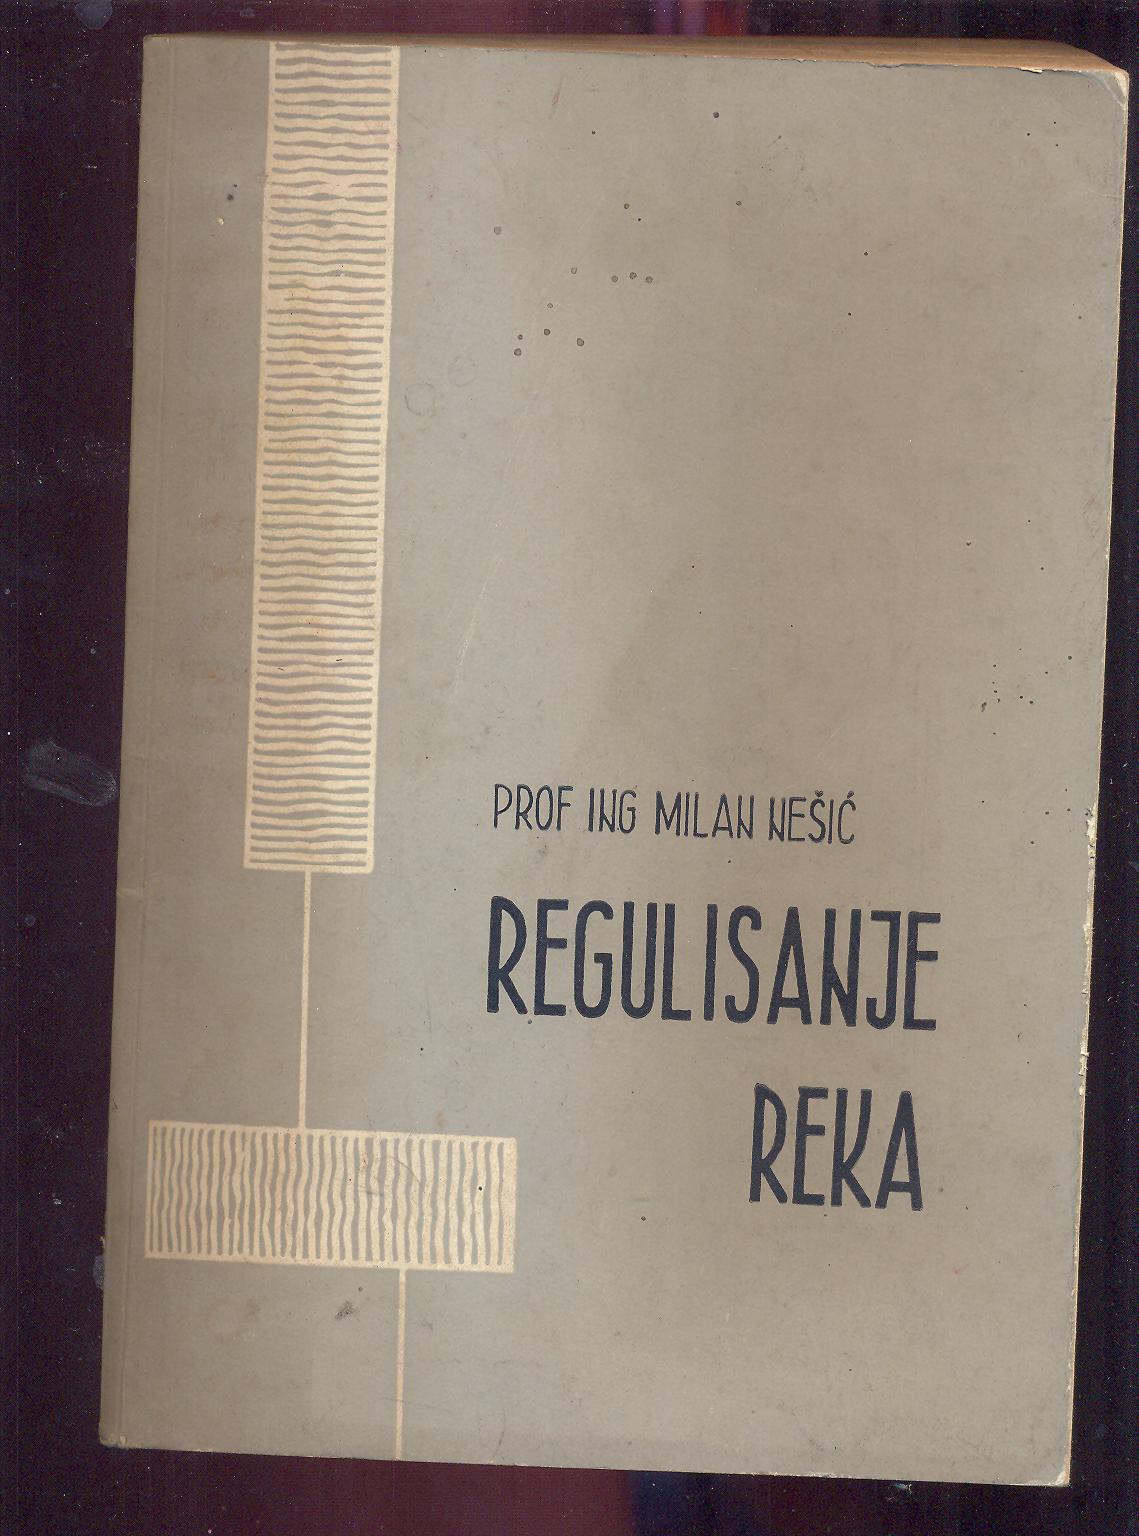 PROF ING MILAN NEŠIĆ
REGULISANJE
REKA